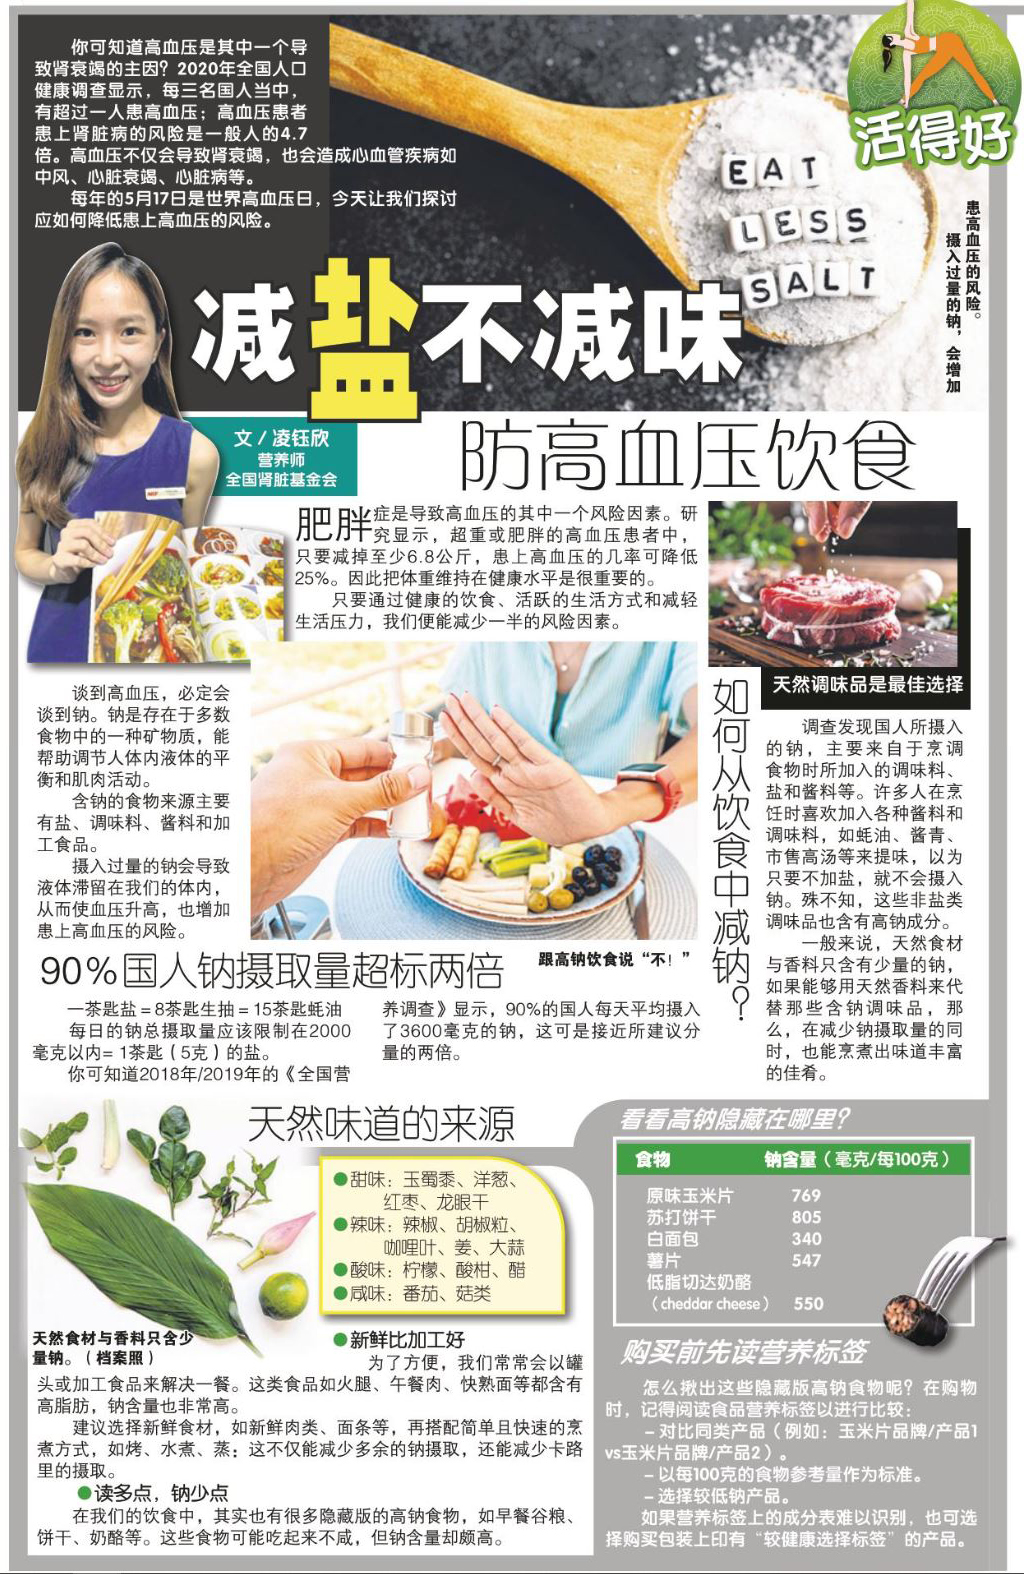 你可知道高血压是其中一个导
致肾衰竭的主因？2020年全国人口
健康调查显示，每三名国人当中，
有超过一人患高血压；高血压患者
患上肾脏病的风险是一般人的4.7
倍。高血压不仅会导致肾衰竭，也会造成心血管疾病如
中风、心脏衰竭、心脏病等。
每年的5月17日是世界高血压日，今天让我们探讨
应如何降低患上高血压的风险。
活得好
EAT
LESS
SALT
摄入过量的钠，会增加
患高血压的风险。
减盐不减味
防高血压饮食
文／凌钰欣
营养师
全国肾脏基金会
肥胖症是导致高血压的其中一个风险因素。研
究显示，超重或肥胖的高血压患者中，
只要减掉至少6.8公斤，患上高血压的几率可降低
25%。因此把体重维持在健康水平是很重要的。
只要通过健康的饮食、活跃的生活方式和减轻
生活压力，我们便能减少一半的风险因素。
谈到高血压，必定会
谈到钠。钠是存在于多数
食物中的一种矿物质，能
帮助调节人体内液体的平
衡和肌肉活动。
含钠的食物来源主要
有盐、调味料、酱料和加
工食品。
摄入过量的钠会导致
液体滞留在我们的体内，
从而使血压升高，也增加
患上高血压的风险。
跟高钠饮食说“不！”
90%国人钠摄取量超标两倍
一茶匙盐＝8茶匙生抽＝15茶匙蚝油
每日的钠总摄取量应该限制在2000
毫克以内= 1茶匙（5克）的盐。
你可知道2018年/2019年的《全国营
养调查》显示，90%的国人每天平均摄入
了3600毫克的钠，这可是接近所建议分
量的两倍。
天然调味品是最佳选择
如何从饮食中减钠？
调查发现国人所摄入
的钠，主要来自于烹调
食物时所加入的调味料、
盐和酱料等。许多人在烹
饪时喜欢加入各种酱料和
调味料，如蚝油、酱青、
市售高汤等来提味，以为
只要不加盐，就不会摄入
钠。殊不知，这些非盐类
调味品也含有高钠成分。
一般来说，天然食材
与香料只含有少量的钠，
如果能够用天然香料来代
替那些含钠调味品，那
么，在减少钠摄取量的同
时，也能烹煮出味道丰富
的佳肴。
天然味道的来源
●甜味：玉蜀黍、洋葱、
红枣、龙眼干
●辣味：辣椒、胡椒粒、
咖喱叶、姜、大蒜
●酸味：柠檬、酸柑、醋
●咸味：番茄、菇类
天然食材与香料只含少
量钠。（档案照）
●新鲜比加工好
为了方便，我们常常会以罐
头或加工食品来解决一餐。这类食品如火腿、午餐肉、快熟面等都含有
高脂肪，钠含量也非常高。
建议选择新鲜食材，如新鲜肉类、面条等，再搭配简单且快速的烹
煮方式，如烤、水煮、蒸；这不仅能减少多余的钠摄取，还能减少卡路
里的摄取。
●读多点，钠少点
在我们的饮食中，其实也有很多隐藏版的高钠食物，如早餐谷粮、
饼干、奶酪等。这些食物可能吃起来不咸，但钠含量却颇高。
看看高钠隐藏在哪里？
食物 钠含量（毫克/每100克）
原味玉米片 769
苏打饼干 805
白面包 340
薯片 547
低脂切达奶酪
（cheddar cheese） 550
购买前先读营养标签
怎么揪出这些隐藏版高钠食物呢？在购物
时，记得阅读食品营养标签以进行比较：
– 对比同类产品（例如：玉米片品牌/产品1
vs玉米片品牌/产品2）。
– 以每100克的食物参考量作为标准。
– 选择较低钠产品。
如果营养标签上的成分表难以识别，也可选
择购买包装上印有“较健康选择标签”的产品。